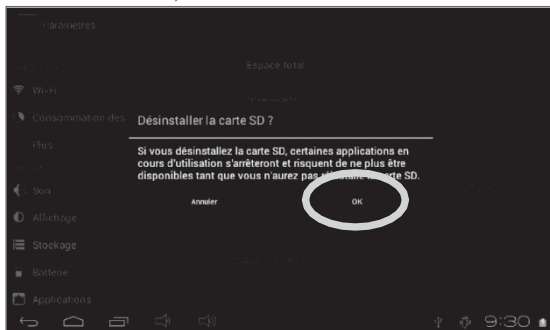 Paramètres
Espace total
Wi-Fi
Consommation des
Désinstaller la carte SD ?
Plus
Si vous désinstallez la carte SD, certaines applications en
cours d'utilisation s'arrêteront et risquent de ne plus être
disponibles tant que vous n'aurez pas la carte SD.
Son
Annuler
OK
Affichage
Stockage
Batterie
Applications
9:30